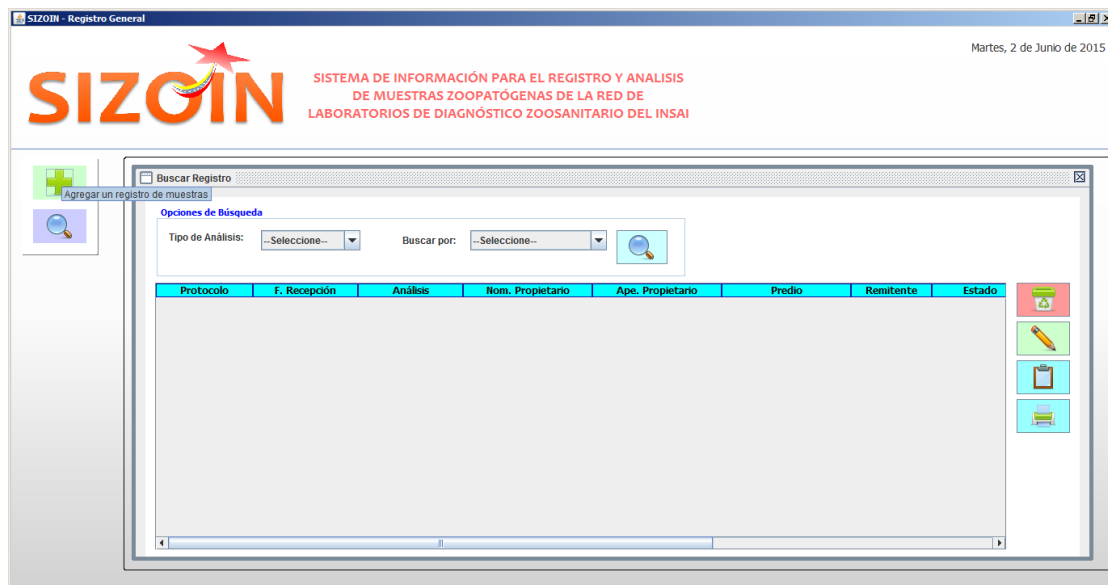 SIZOIN - Registro General
Martes, 2 de Junio de 2015
SIZOIN
SISTEMA DE INFORMACIÓN PARA EL REGISTRO Y ANALISIS
DE MUESTRAS ZOOPATÓGENAS DE LA RED DE
LABORATORIOS DE DIAGNÓSTICO ZOOSANITARIO DEL INSAI
Buscar Registro
Agregar un registro de muestras
Opciones de Búsqueda
Tipo de Análisis: --Seleccione-- Buscar por: --Seleccione--
Protocolo F. Recepción Análisis Nom. Propietario Ape. Propietario Predio Remitente Estado